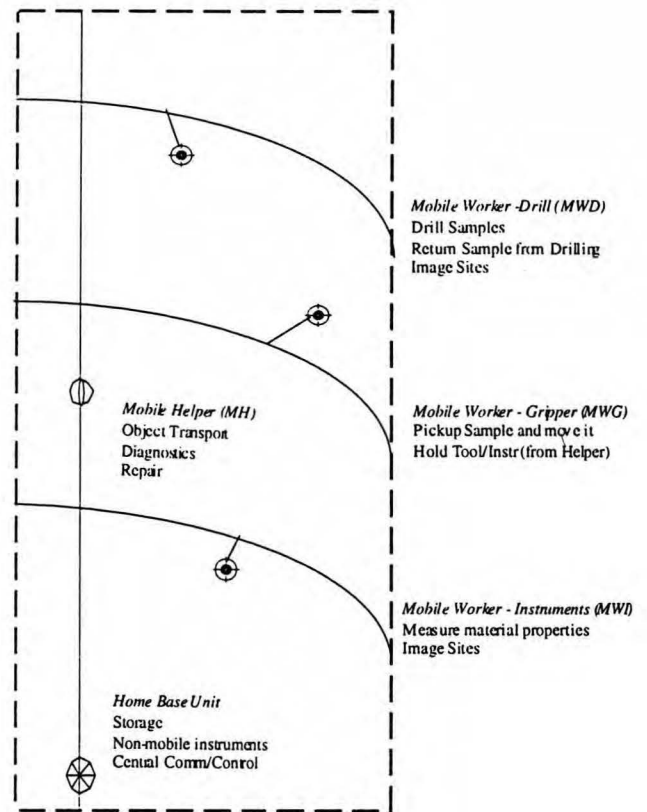 Mobile Worker -Drill (MWD)
Drill Samples
Return Sample from Drilling
Image Sites
Mobile Helper (MH)
Object Transport
Diagnostics
Repair
Mobile Worker - Gripper (MWG)
Pickup Sample and move it
Hold Tool/Instr(from Helper)
Mobile Worker - Instruments (MWI)
Measure material properties
Image Sites
Home Base Unit
Storage
Non-mobile instruments
Central Comm/Control